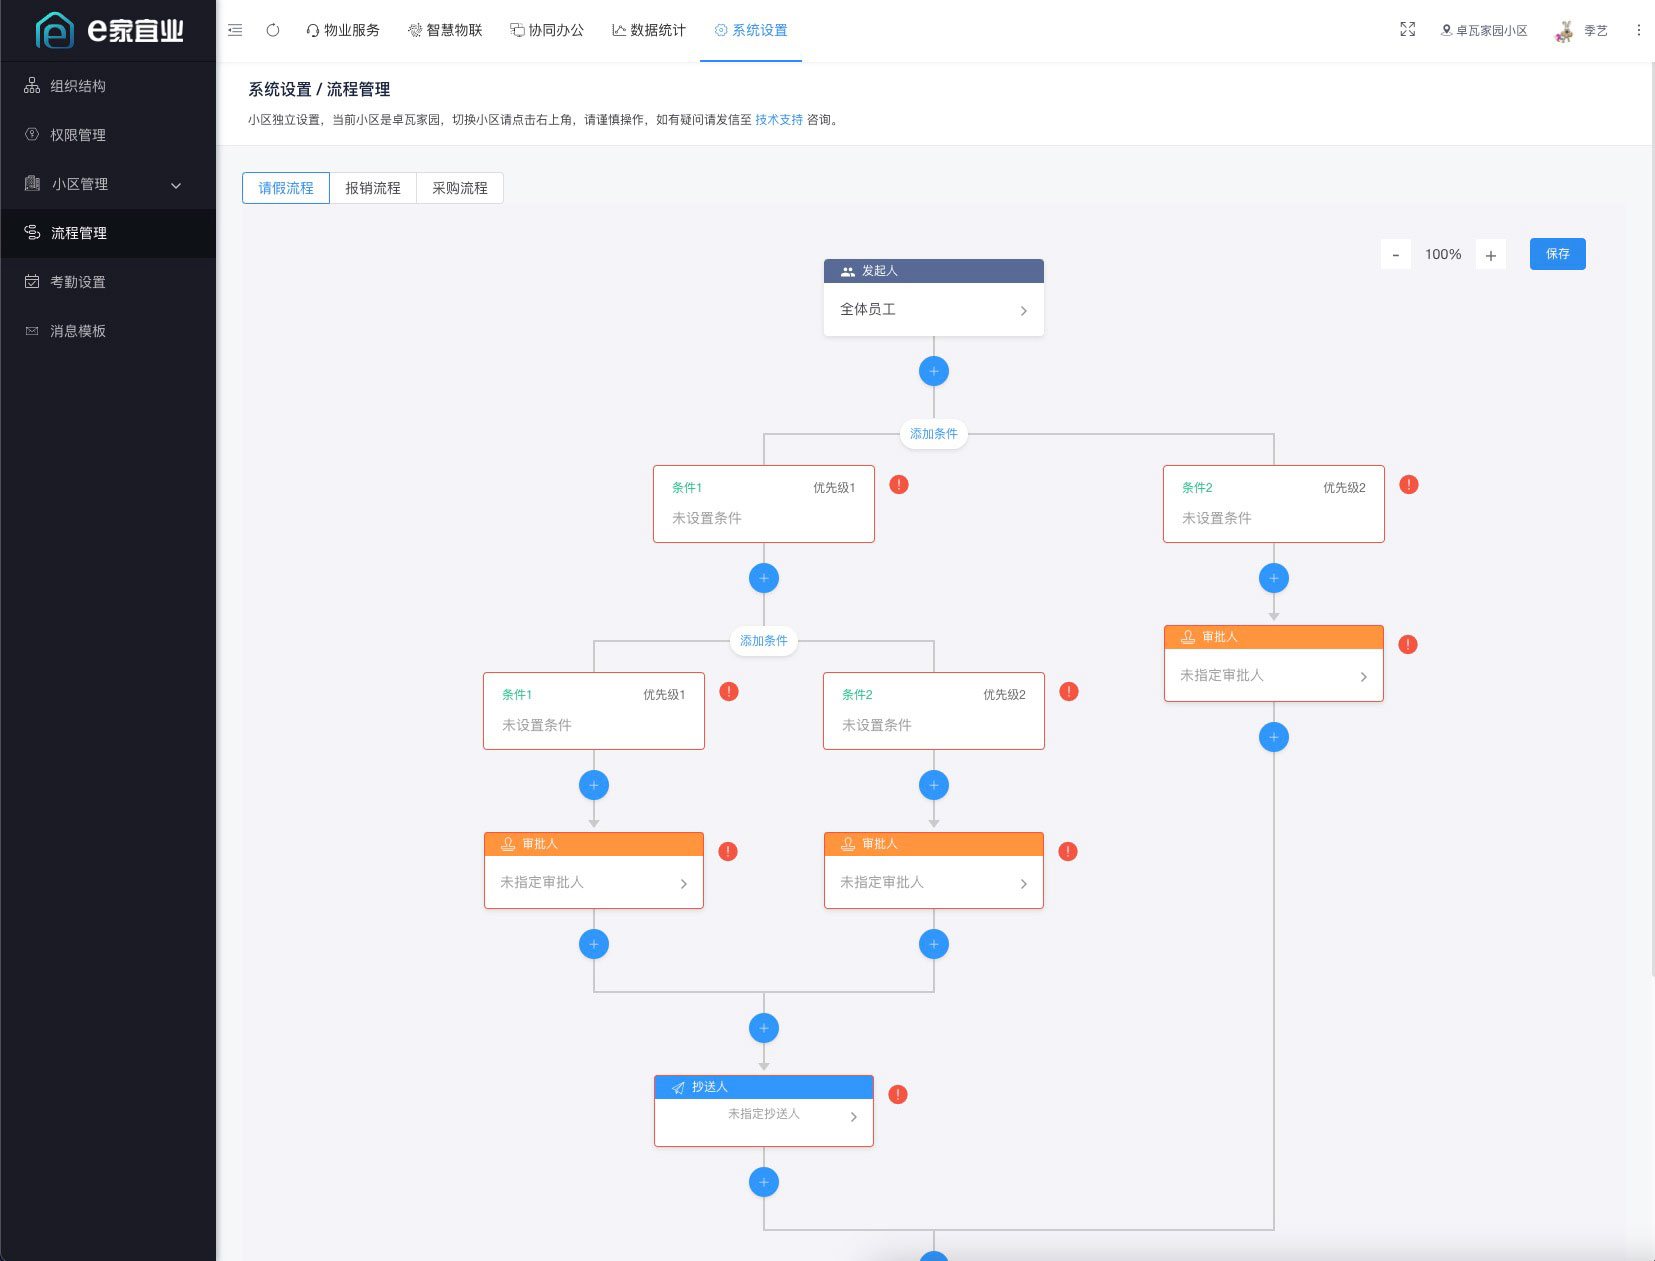 e家宜业
物业服务
智慧物联
协同办公
数据统计
系统设置
卓瓦家园小区
季艺
组织结构
权限管理
小区管理
流程管理
考勤设置
消息模板
系统设置 / 流程管理
小区独立设置，当前小区是卓瓦家园，切换小区请点击右上角，请谨慎操作，如有疑问请发信至 技术支持 咨询。
请假流程
报销流程
采购流程
- 100% +
保存
发起人
全体员工
添加条件
条件1 优先级1
未设置条件
条件2 优先级2
未设置条件
添加条件
审批人
未指定审批人
条件1 优先级1
未设置条件
条件2 优先级2
未设置条件
审批人
未指定审批人
审批人
未指定审批人
抄送人
未指定抄送人